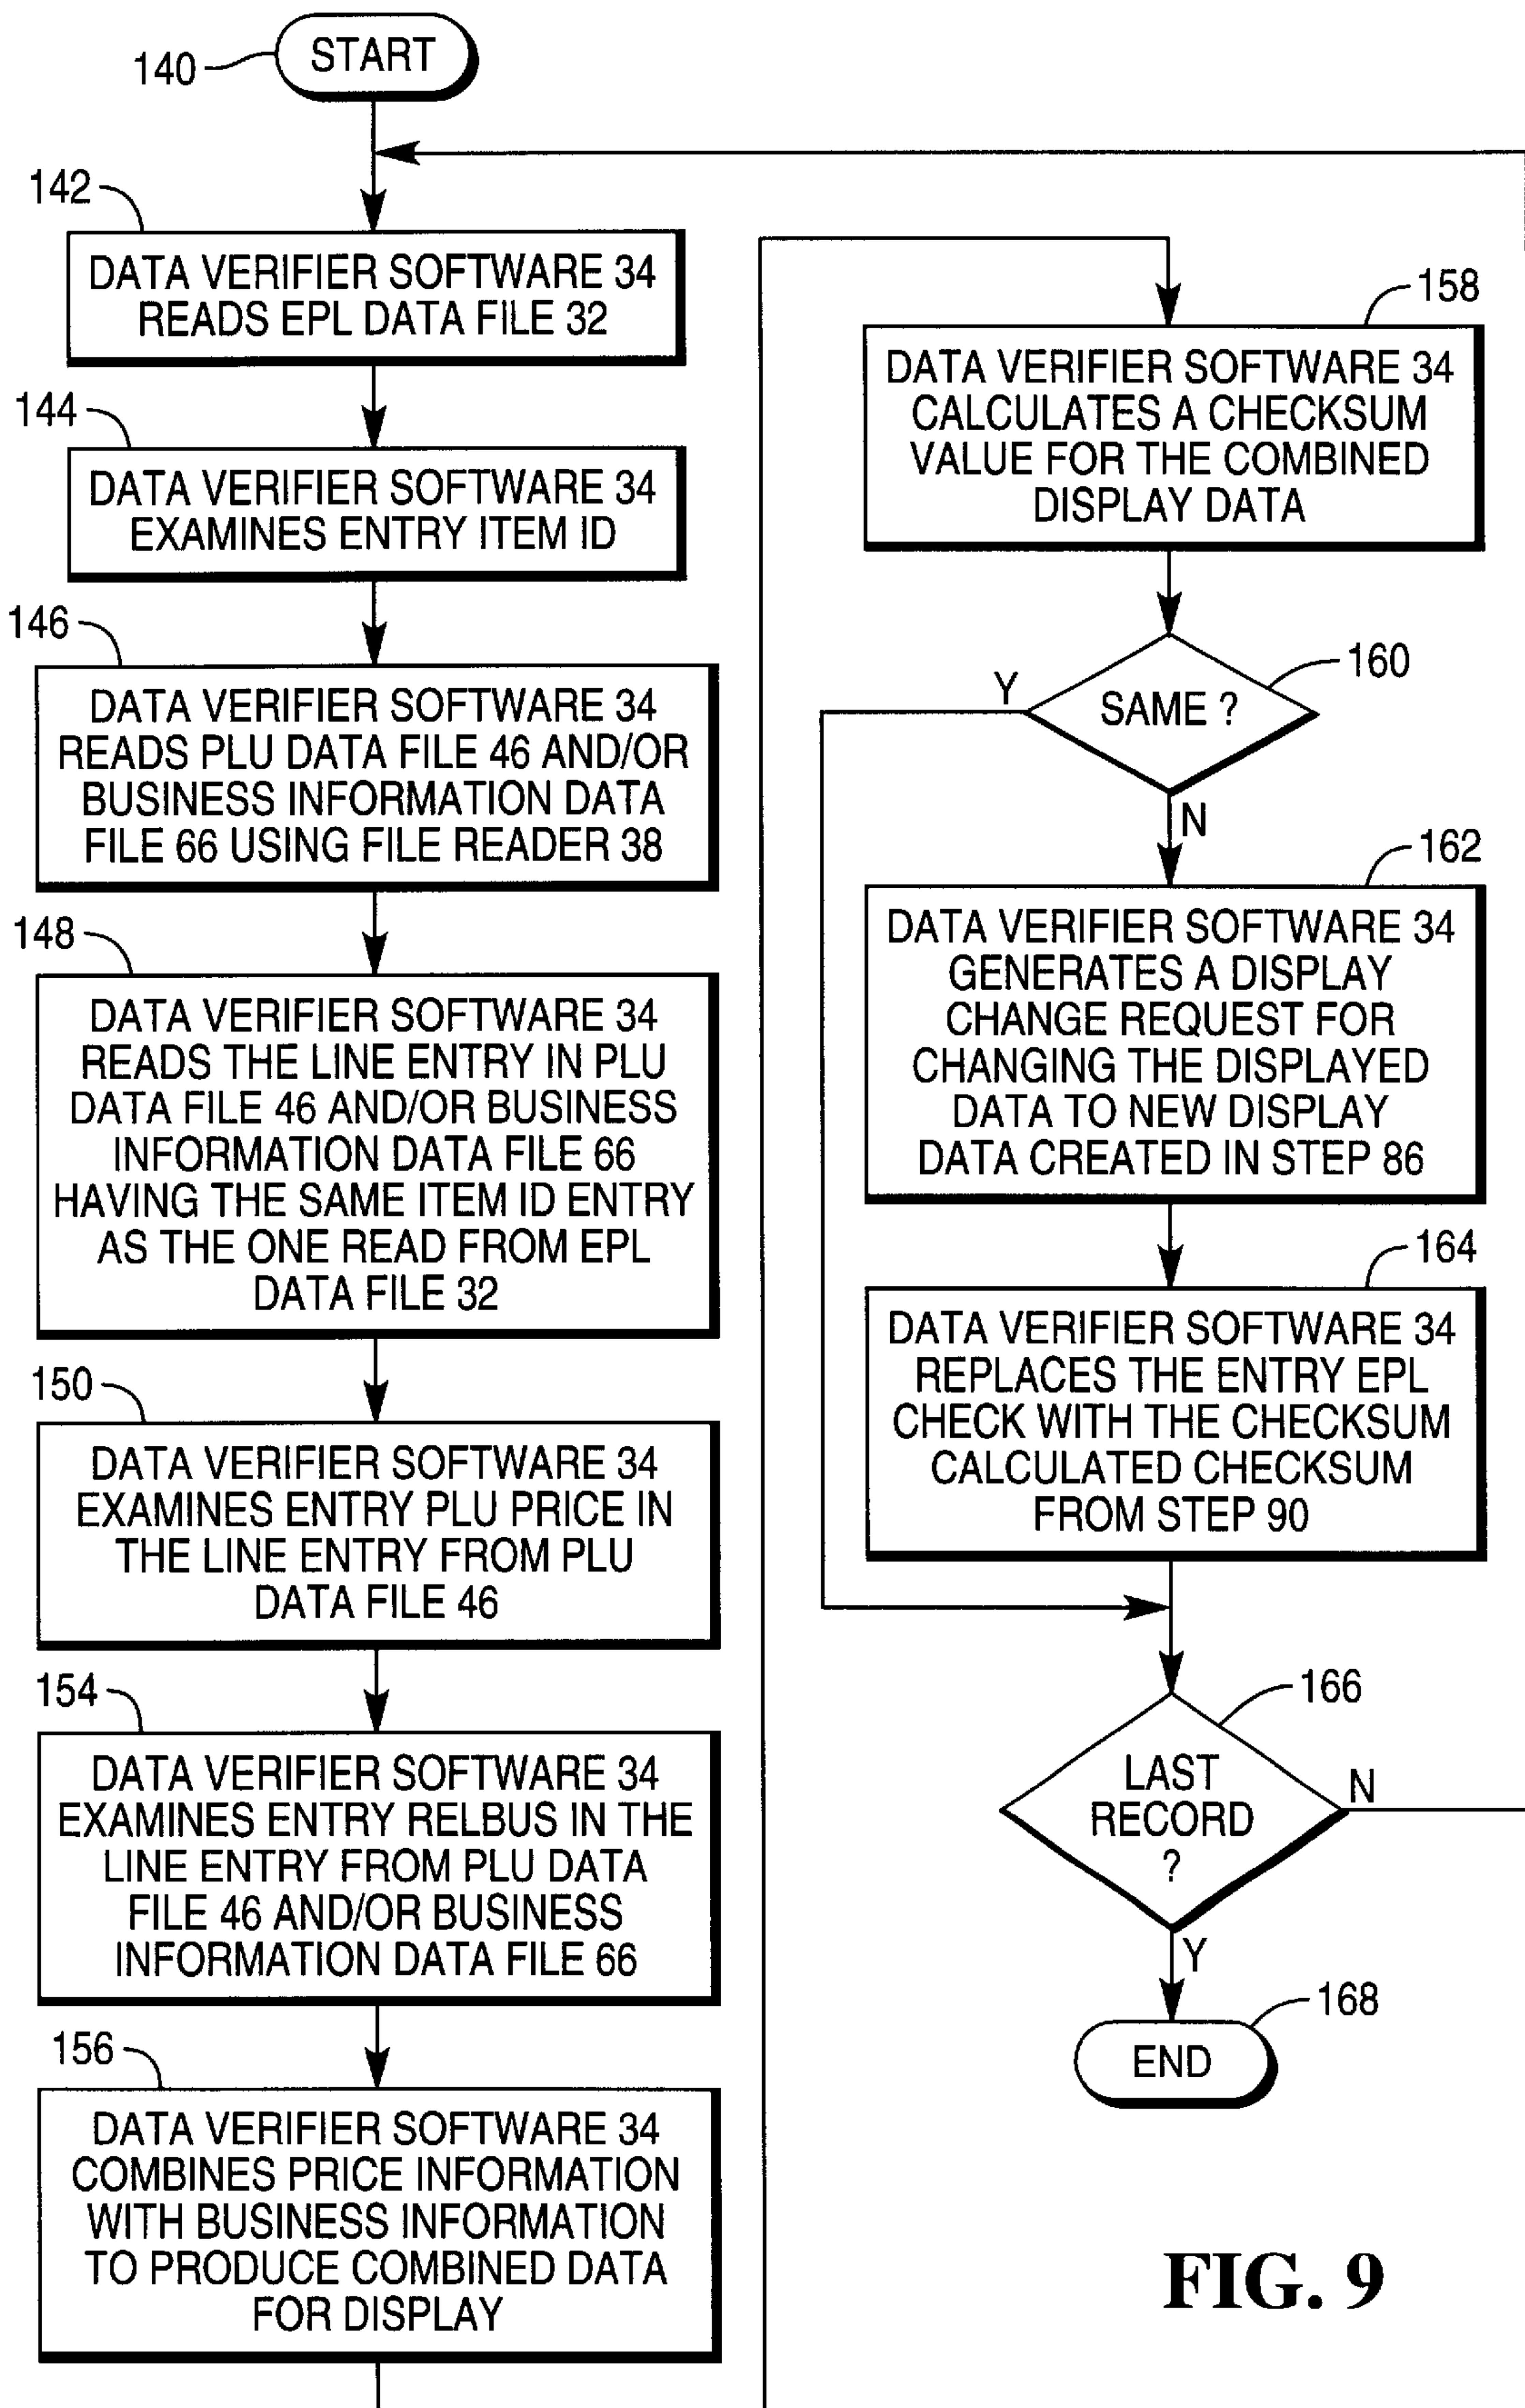 140
START
142
DATA VERIFIER SOFTWARE 34
READS EPL DATA FILE 32
144
DATA VERIFIER SOFTWARE 34
EXAMINES ENTRY ITEM ID
146
DATA VERIFIER SOFTWARE 34
READS PLU DATA FILE 46 AND/OR
BUSINESS INFORMATION DATA
FILE 66 USING FILE READER 38
148
DATA VERIFIER SOFTWARE 34
READS THE LINE ENTRY IN PLU
DATA FILE 46 AND/OR BUSINESS
INFORMATION DATA FILE 66
HAVING THE SAME ITEM ID ENTRY
AS THE ONE READ FROM EPL
DATA FILE 32
150
DATA VERIFIER SOFTWARE 34
EXAMINES ENTRY PLU PRICE IN
THE LINE ENTRY FROM PLU
DATA FILE 46
154
DATA VERIFIER SOFTWARE 34
EXAMINES ENTRY RELBUS IN THE
LINE ENTRY FROM PLU DATA
FILE 46 AND/OR BUSINESS
INFORMATION DATA FILE 66
156
DATA VERIFIER SOFTWARE 34
COMBINES PRICE INFORMATION
WITH BUSINESS INFORMATION
TO PRODUCE COMBINED DATA
FOR DISPLAY
158
DATA VERIFIER SOFTWARE 34
CALCULATES A CHECKSUM
VALUE FOR THE COMBINED
DISPLAY DATA
160
Y
SAME ?
N
162
DATA VERIFIER SOFTWARE 34
GENERATES A DISPLAY
CHANGE REQUEST FOR
CHANGING THE DISPLAYED
DATA TO NEW DISPLAY
DATA CREATED IN STEP 86
164
DATA VERIFIER SOFTWARE 34
REPLACES THE ENTRY EPL
CHECK WITH THE CHECKSUM
CALCULATED CHECKSUM
FROM STEP 90
166
LAST
RECORD
?
N
Y
168
END
FIG. 9